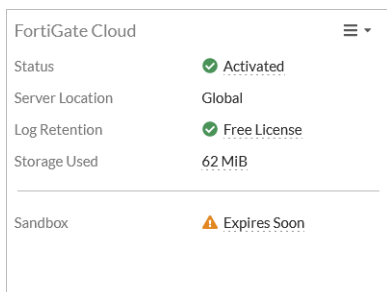 FortiGate Cloud
Status Activated
Server Location Global
Log Retention Free License
Storage Used 62 MiB
Sandbox Expires Soon